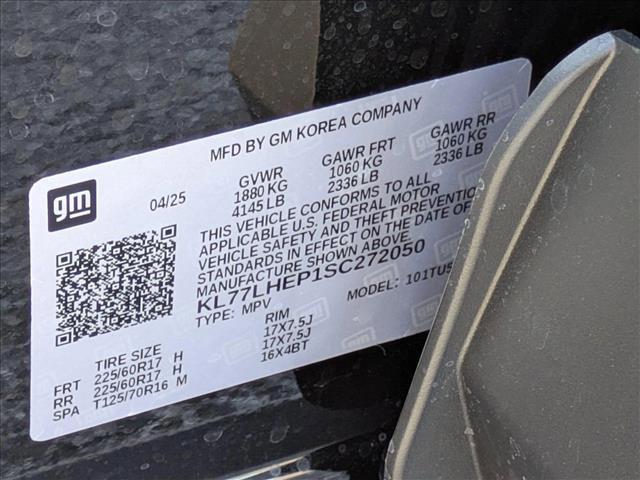 MFD BY GM KOREA COMPANY
gm
04/25
GVWR GAWR FRT GAWR RR
1880 KG 1060 KG 1060 KG
4145 LB 2336 LB 2336 LB
THIS VEHICLE CONFORMS TO ALL
APPLICABLE U.S. FEDERAL MOTOR
VEHICLE SAFETY AND THEFT PREVENTION
STANDARDS IN EFFECT ON THE DATE OF
MANUFACTURE SHOWN ABOVE.
KL77LHEP1SC272050
TYPE: MPV MODEL: 101TUS
TIRE SIZE RIM
FRT 225/60R17 H 17X7.5J
RR 225/60R17 H 17X7.5J
SPA T125/70R16 M 16X4BT